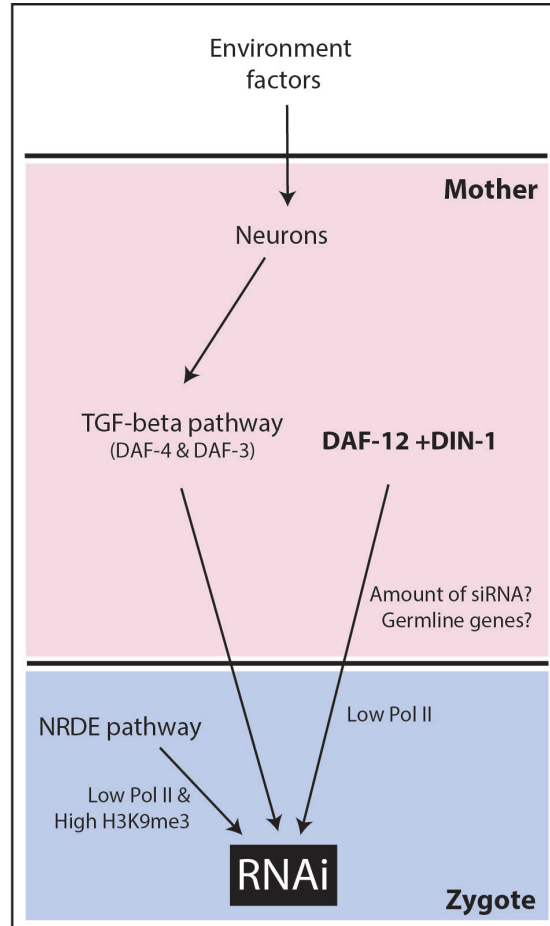 Environment
factors
Mother
Neurons
TGF-beta pathway
(DAF-4 & DAF-3)
DAF-12 +DIN-1
Amount of siRNA?
Germline genes?
Low Pol II
NRDE pathway
Low Pol II &
High H3K9me3
RNAi
Zygote